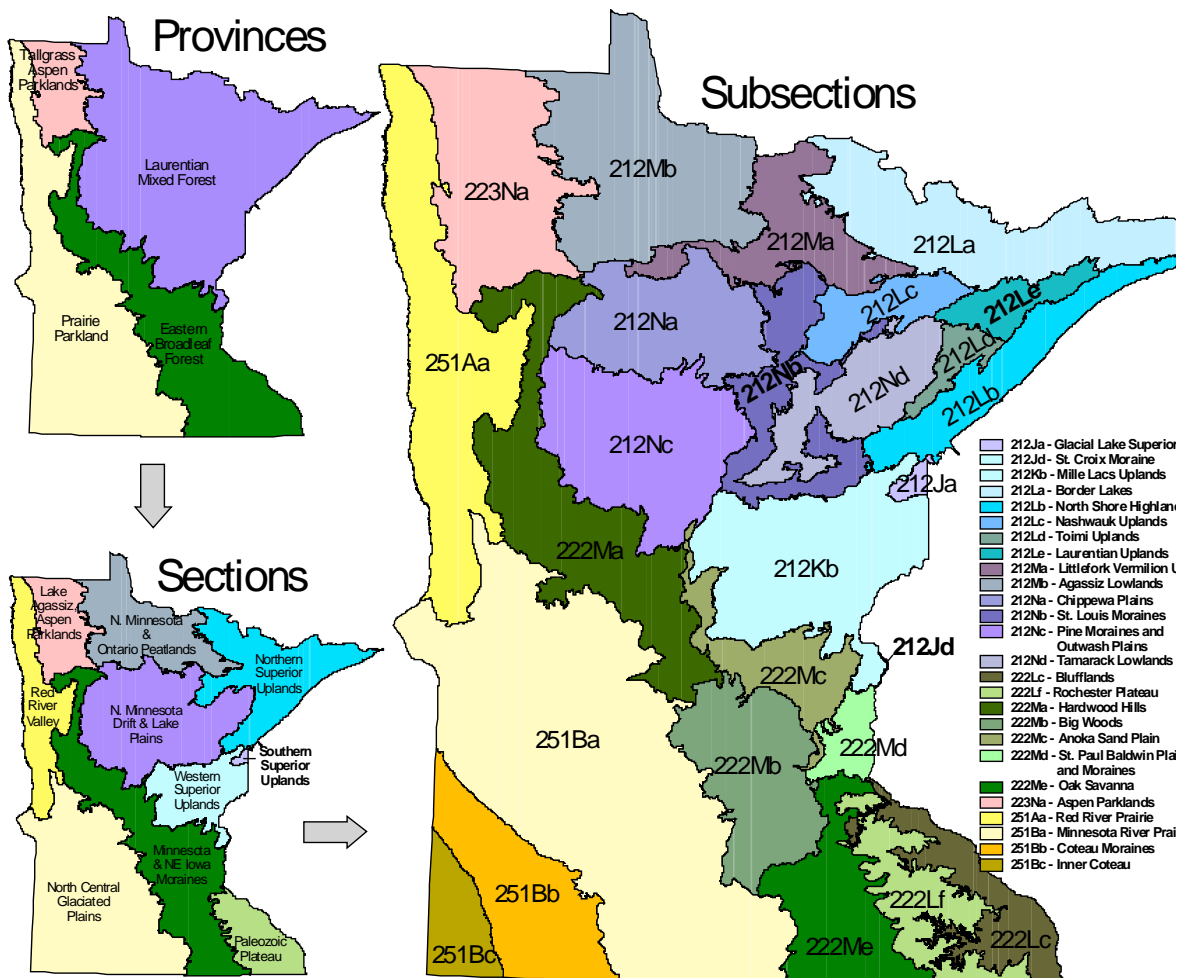 Provinces
Tallgrass
Aspen
Parklands
Laurentian
Mixed Forest
Prairie
Parkland
Eastern
Broadleaf
Forest
Sections
Lake
Agassiz,
Aspen
Parklands
N. Minnesota
&
Ontario Peatlands
Northern
Superior
Uplands
Red
River
Valley
N. Minnesota
Drift & Lake
Plains
Southern
Superior
Uplands
Western
Superior
Uplands
Minnesota
& NE Iowa
Moraines
North Central
Glaciated
Plains
Paleozoic
Plateau
Subsections
223Na
212Mb
212Ma
212La
212Lc
212Le
212Na
212Ld
251Aa
212Nb
212Nd
212Lb
212Nc
212Ja
222Ma
212Kb
212Jd
222Mc
251Ba
222Md
222Mb
251Bb
222Lf
251Bc
222Me
222Lc
212Ja - Glacial Lake Superior
212Jd - St. Croix Moraine
212Kb - Mille Lacs Uplands
212La - Border Lakes
212Lb - North Shore Highland
212Lc - Nashwauk Uplands
212Ld - Toimi Uplands
212Le - Laurentian Uplands
212Ma - Littlefork Vermilion U
212Mb - Agassiz Lowlands
212Na - Chippewa Plains
212Nb - St. Louis Moraines
212Nc - Pine Moraines and
Outwash Plains
212Nd - Tamarack Lowlands
222Lc - Blufflands
222Lf - Rochester Plateau
222Ma - Hardwood Hills
222Mb - Big Woods
222Mc - Anoka Sand Plain
222Md - St. Paul Baldwin Plai
and Moraines
222Me - Oak Savanna
223Na - Aspen Parklands
251Aa - Red River Prairie
251Ba - Minnesota River Prai
251Bb - Coteau Moraines
251Bc - Inner Coteau